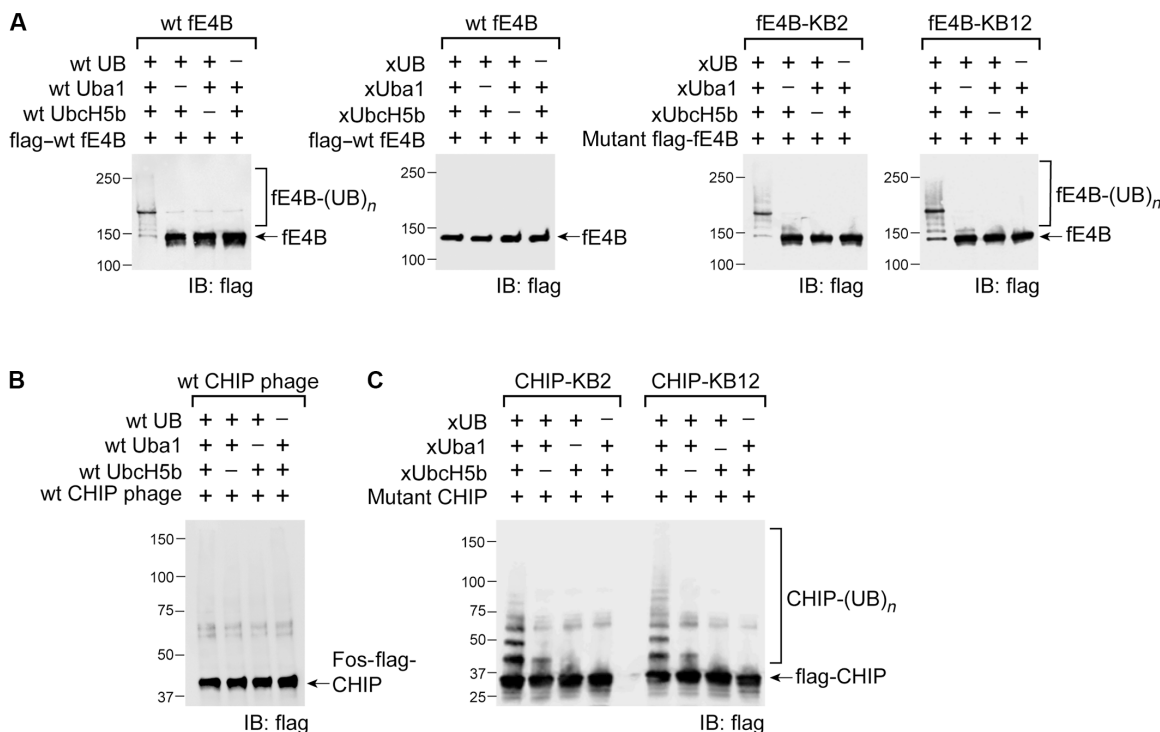 A
wt fE4B
wt UB + + + –
wt Uba1 + – + +
wt UbcH5b + + – +
flag–wt fE4B + + + +
250
150
100
fE4B-(UB)n
fE4B
IB: flag
wt fE4B
xUB + + + –
xUba1 + – + +
xUbcH5b + + – +
flag–wt fE4B + + + +
250
150
100
fE4B
IB: flag
fE4B-KB2 fE4B-KB12
xUB + + + – + + + –
xUba1 + – + + + – + +
xUbcH5b + + – + + + – +
Mutant flag-fE4B + + + + + + + +
250
150
100
IB: flag
250
150
100
fE4B-(UB)n
fE4B
IB: flag
B
wt CHIP phage
wt UB + + + –
wt Uba1 + + – +
wt UbcH5b + – + +
wt CHIP phage + + + +
150
100
75
50
37
Fos-flag-
CHIP
IB: flag
C
CHIP-KB2 CHIP-KB12
xUB + + + – + + + –
xUba1 + + – + + + – +
xUbcH5b + – + + + – + +
Mutant CHIP + + + + + + + +
150
100
75
50
37
25
CHIP-(UB)n
flag-CHIP
IB: flag